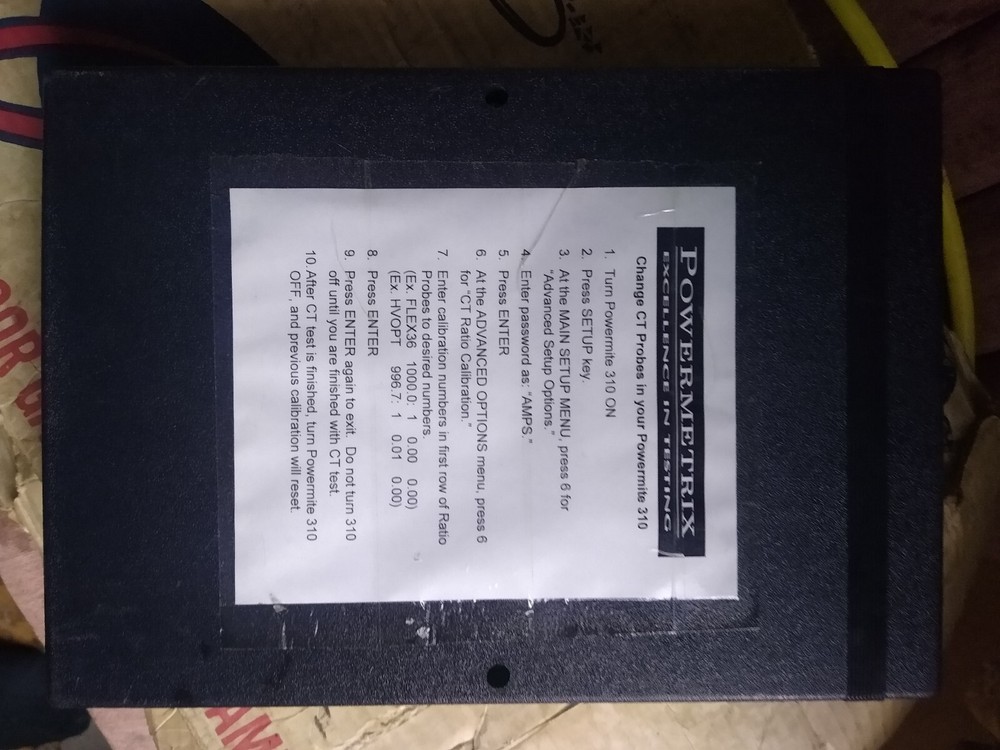 POWERMETRIX
EXCELLENCE IN TESTING
Change CT Probes in your Powermite 310
1. Turn Powermite 310 ON
2. Press SETUP key.
3. At the MAIN SETUP MENU, press 6 for
“Advanced Setup Options.”
4. Enter password as: “AMPS.”
5. Press ENTER
6. At the ADVANCED OPTIONS menu, press 6
for “CT Ratio Calibration.”
7. Enter calibration numbers in first row of Ratio
Probes to desired numbers.
(Ex. FLEX36 1000.0: 1 0.00 0.00)
(Ex. HVOPT 996.7: 1 0.01 0.00)
8. Press ENTER
9. Press ENTER again to exit. Do not turn 310
off until you are finished with CT test.
10. After CT test is finished, turn Powermite 310
OFF, and previous calibration will reset.